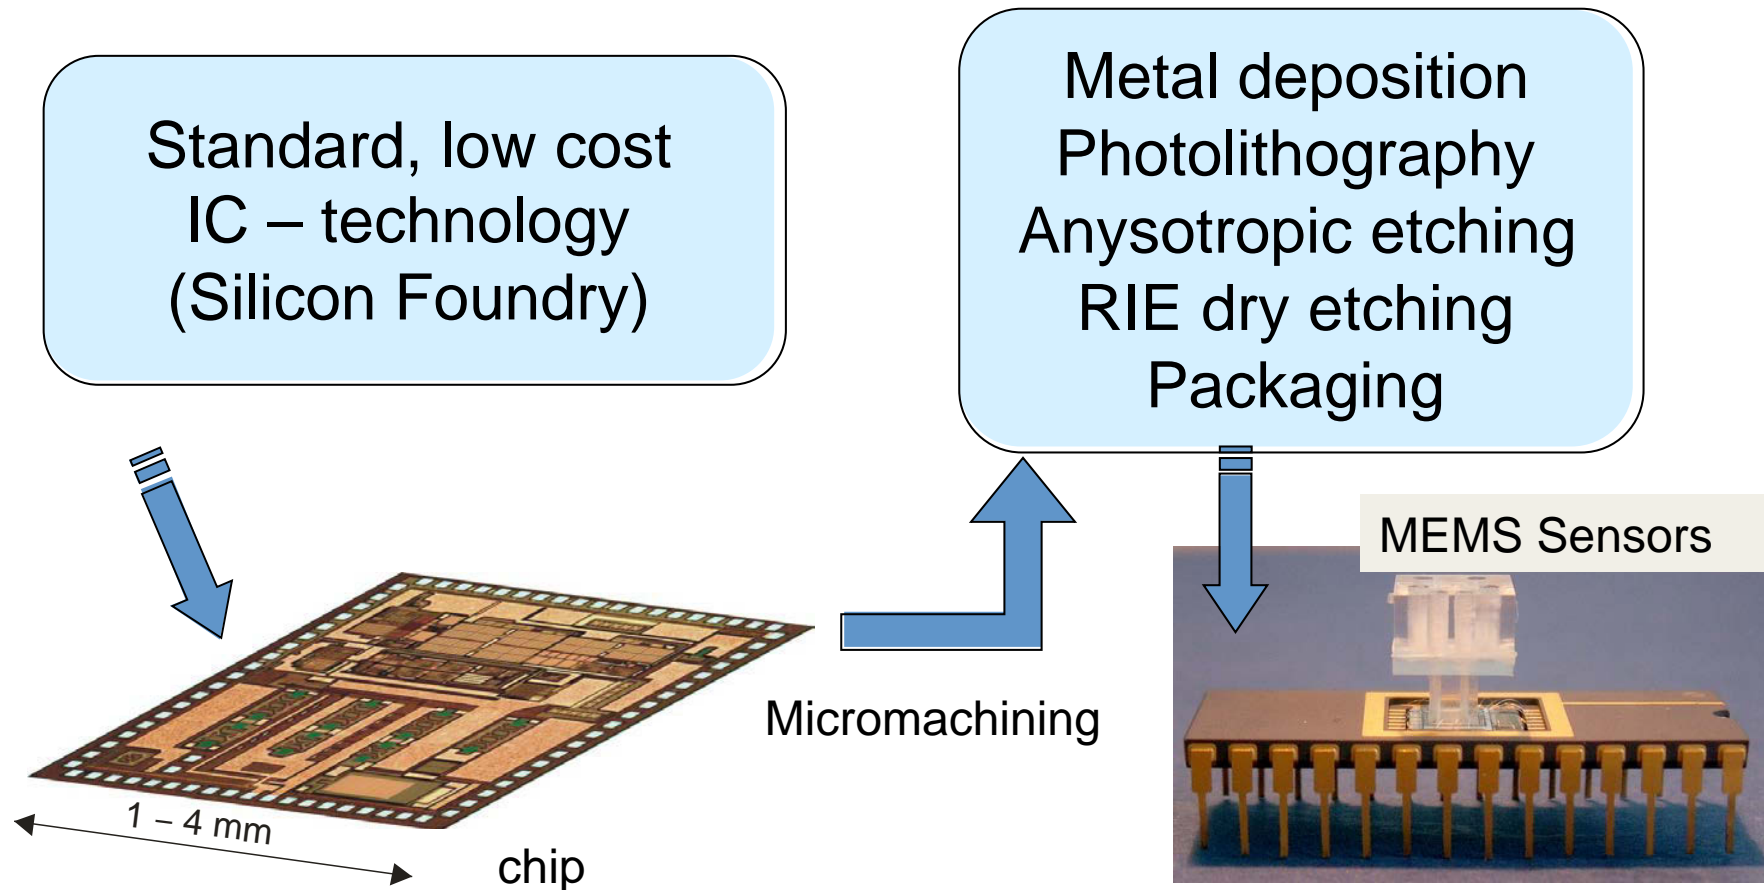 Standard, low cost
IC – technology
(Silicon Foundry)
Metal deposition
Photolithography
Anysotropic etching
RIE dry etching
Packaging
MEMS Sensors
Micromachining
1 – 4 mm
chip